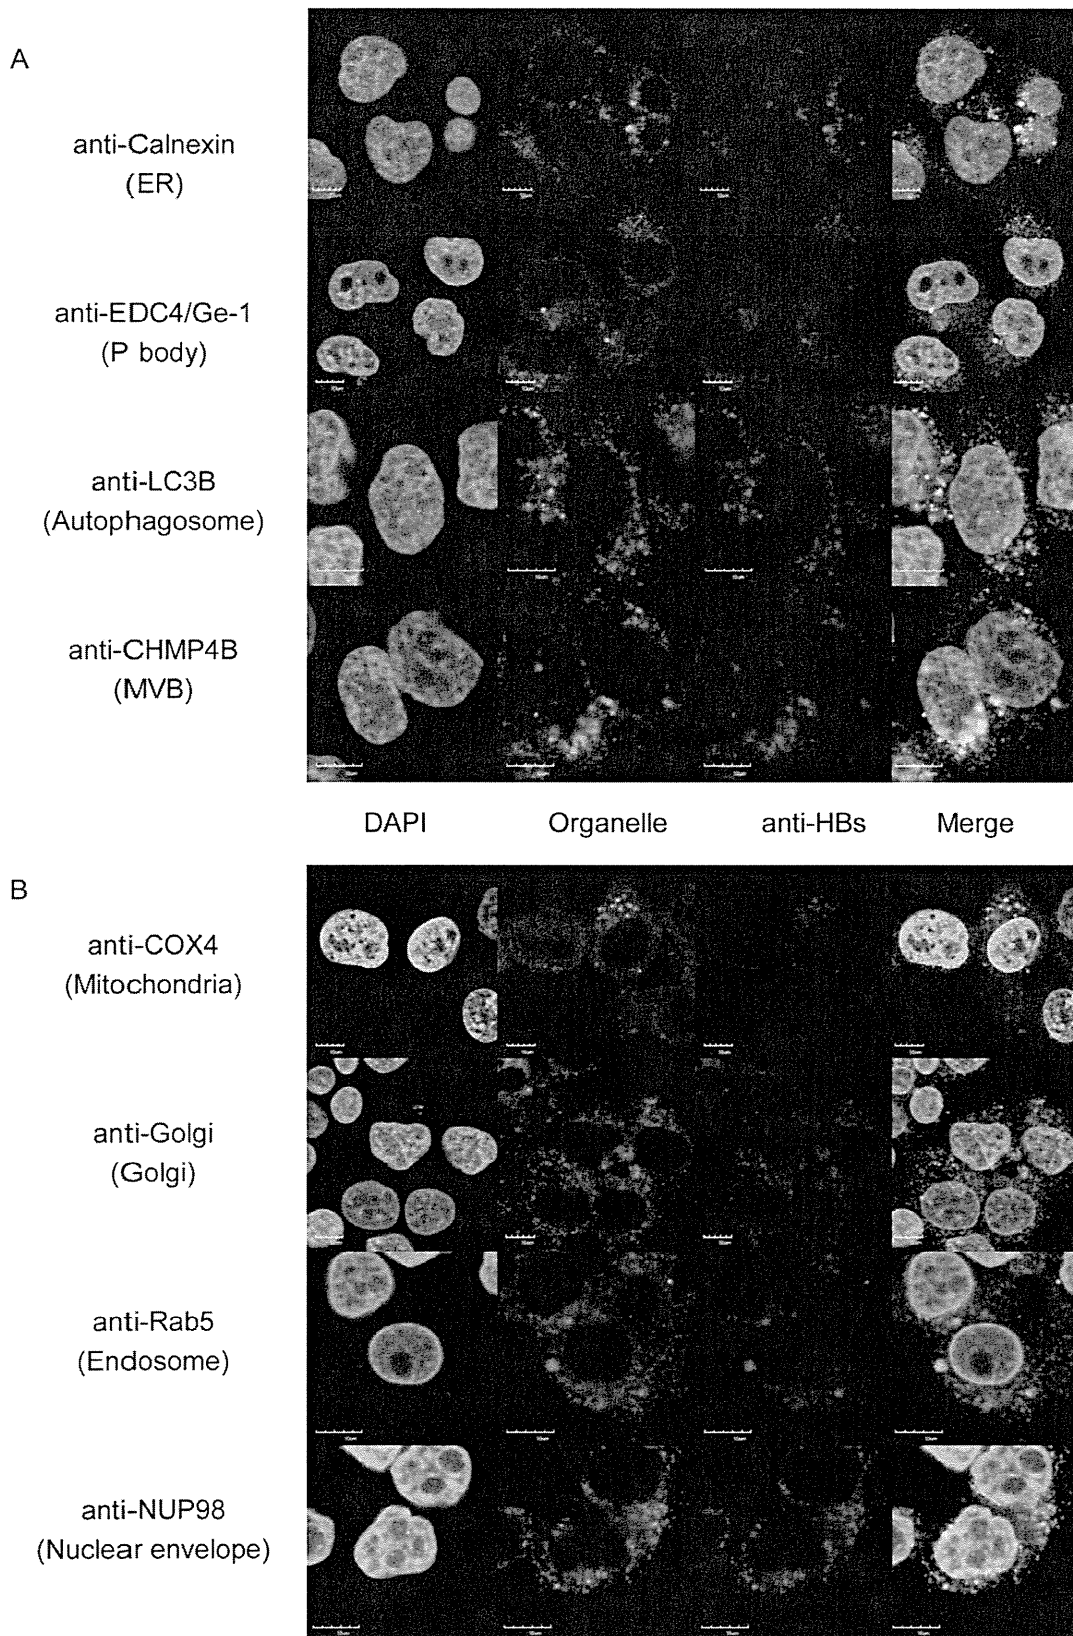 A
anti-Calnexin
(ER)
anti-EDC4/Ge-1
(P body)
anti-LC3B
(Autophagosome)
anti-CHMP4B
(MVB)
DAPI Organelle anti-HBs Merge
B
anti-COX4
(Mitochondria)
anti-Golgi
(Golgi)
anti-Rab5
(Endosome)
anti-NUP98
(Nuclear envelope)